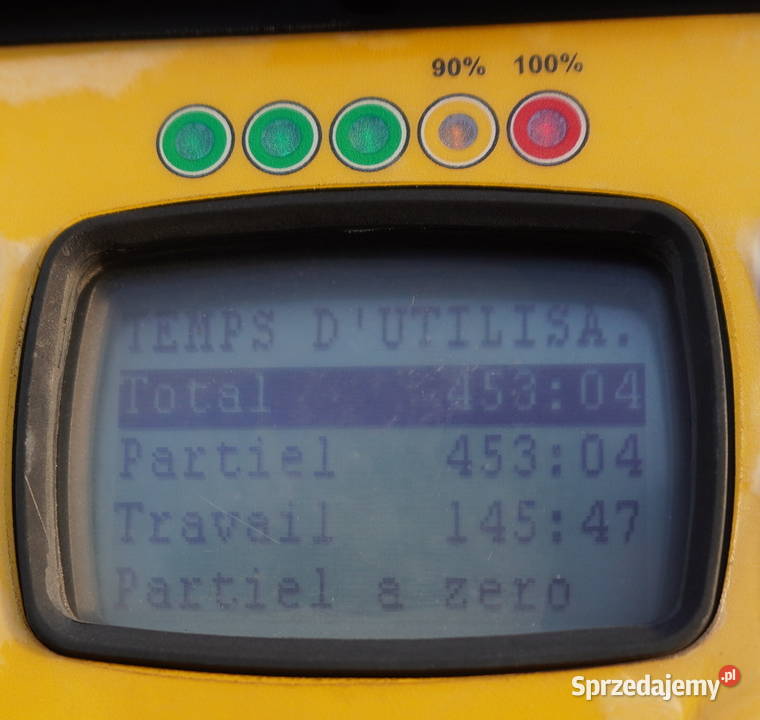 90% 100%
TEMPS D'UTILISA.
Total 453:04
Partiel 453:04
Travail 145:47
Partiel a zero
Sprzedajemy.pl